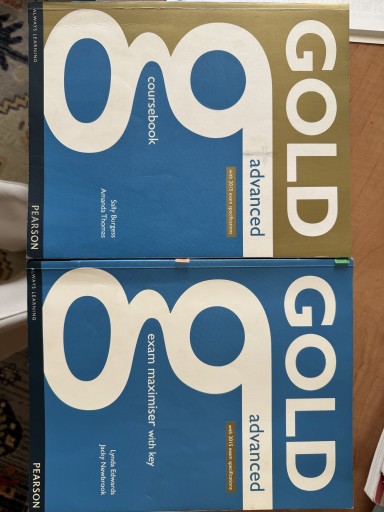 GOLD
advanced
with 2015 exam specifications
coursebook
Sally Burgess
Amanda Thomas
ALWAYS LEARNING
PEARSON
GOLD
advanced
with 2015 exam specifications
exam maximiser with key
Lynda Edwards
Jacky Newbrook
ALWAYS LEARNING
PEARSON